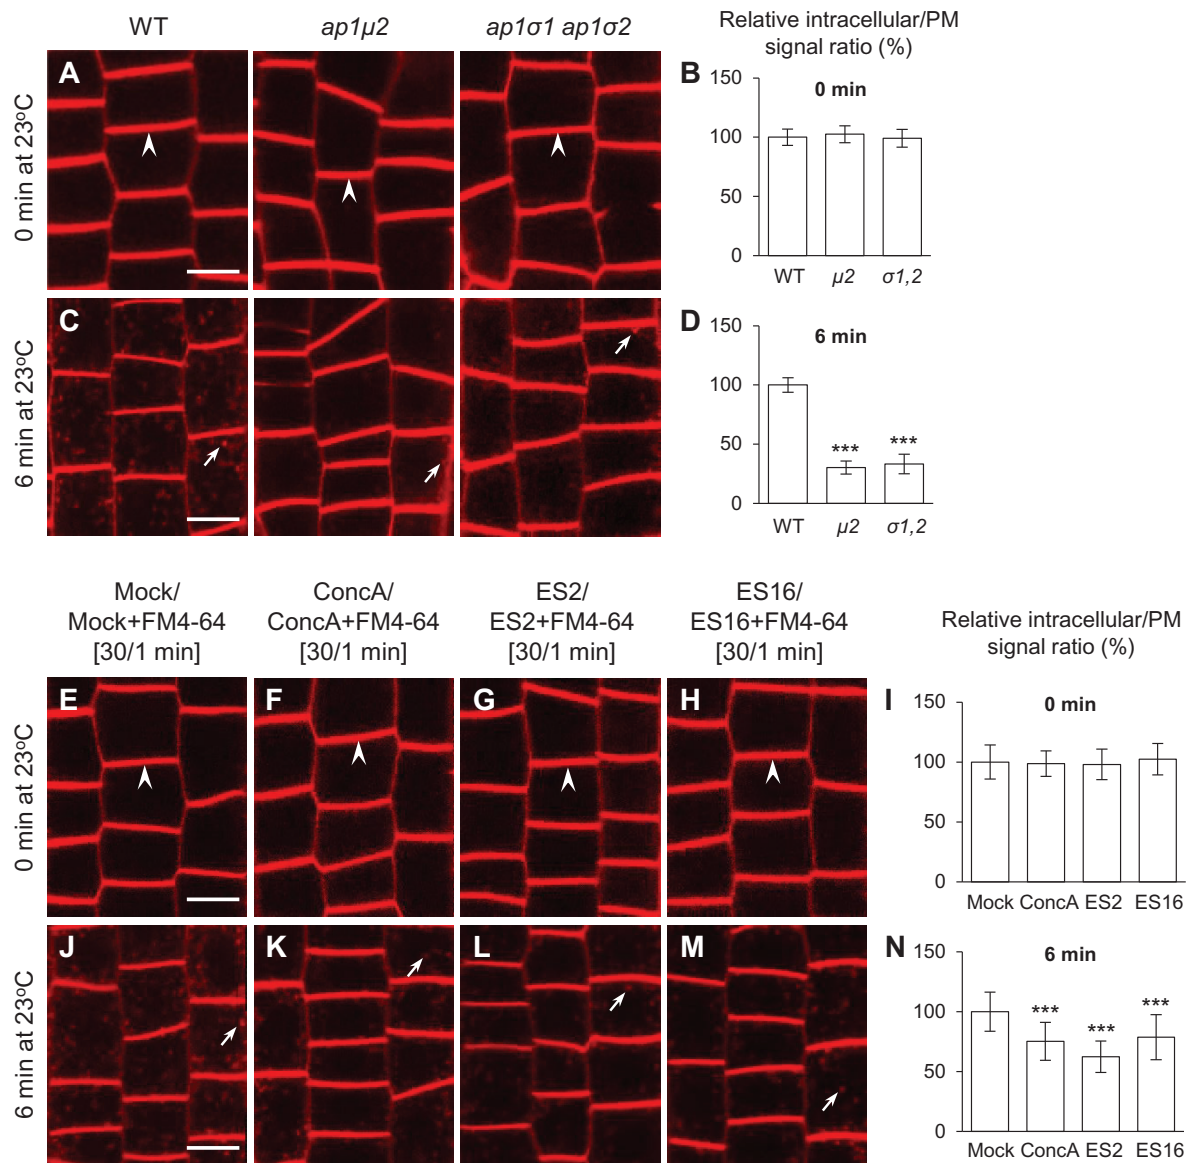 WT
ap1μ2
ap1σ1 ap1σ2
Relative intracellular/PM
signal ratio (%)
0 min at 23ºC
A
B
0 min
150
100
50
0
WT
μ2
σ1,2
6 min at 23ºC
C
D
6 min
150
100
50
0
***
***
WT
μ2
σ1,2
Mock/
Mock+FM4-64
[30/1 min]
ConcA/
ConcA+FM4-64
[30/1 min]
ES2/
ES2+FM4-64
[30/1 min]
ES16/
ES16+FM4-64
[30/1 min]
Relative intracellular/PM
signal ratio (%)
0 min at 23ºC
E
F
G
H
I
0 min
150
100
50
0
Mock ConcA ES2 ES16
6 min at 23ºC
J
K
L
M
N
6 min
150
100
50
0
***
***
***
Mock ConcA ES2 ES16